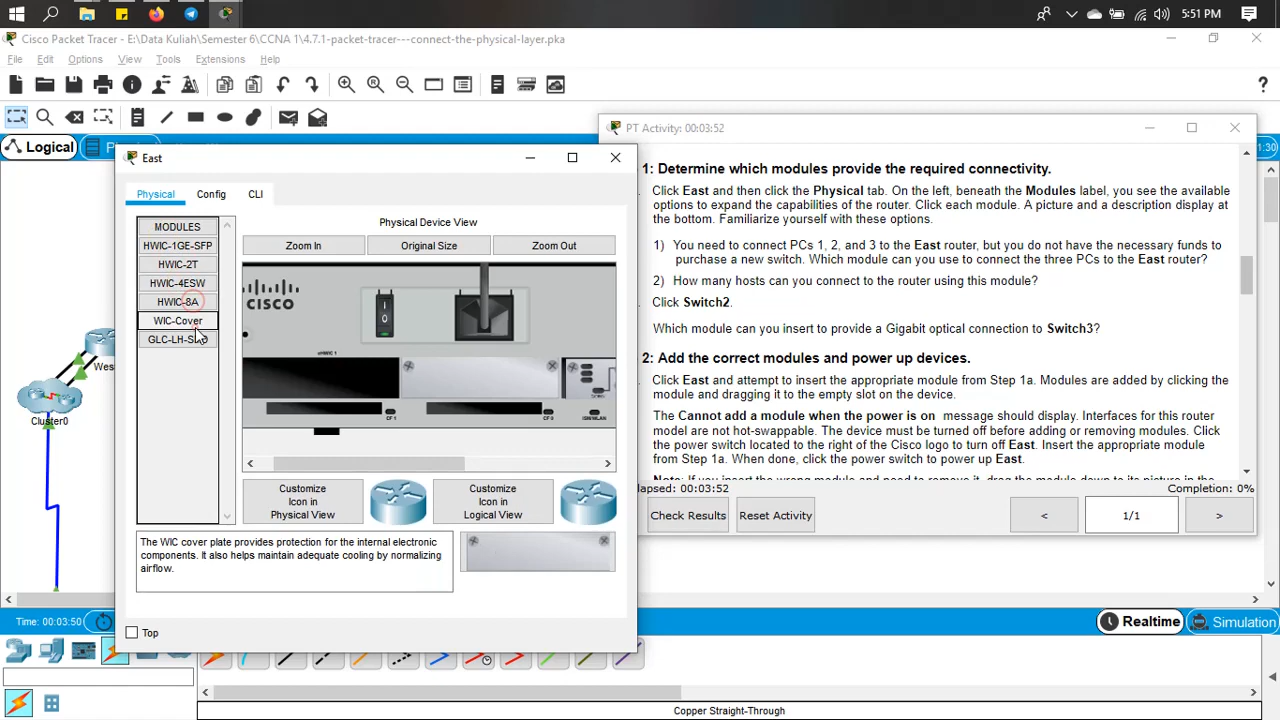 5:51 PM
Cisco Packet Tracer - E:\Data Kuliah\Semester 6\CCNA 1\4.7.1-packet-tracer---connect-the-physical-layer.pka
File Edit Options View Tools Extensions Help
Logical
PT Activity: 00:03:52
1:30
East
Physical Config CLI
MODULES
HWIC-1GE-SFP
HWIC-2T
HWIC-4ESW
HWIC-8A
WIC-Cover
GLC-LH-S
Physical Device View
Zoom In Original Size Zoom Out
CISCO
Customize
Icon in
Physical View
Customize
Icon in
Logical View
The WIC cover plate provides protection for the internal electronic
components. It also helps maintain adequate cooling by normalizing
airflow.
Top
1: Determine which modules provide the required connectivity.
Click East and then click the Physical tab. On the left, beneath the Modules label, you see the available
options to expand the capabilities of the router. Click each module. A picture and a description display at
the bottom. Familiarize yourself with these options.
1) You need to connect PCs 1, 2, and 3 to the East router, but you do not have the necessary funds to
purchase a new switch. Which module can you use to connect the three PCs to the East router?
2) How many hosts can you connect to the router using this module?
Click Switch2.
Which module can you insert to provide a Gigabit optical connection to Switch3?
2: Add the correct modules and power up devices.
Click East and attempt to insert the appropriate module from Step 1a. Modules are added by clicking the
module and dragging it to the empty slot on the device.
The Cannot add a module when the power is on message should display. Interfaces for this router
model are not hot-swappable. The device must be turned off before adding or removing modules. Click
the power switch located to the right of the Cisco logo to turn off East. Insert the appropriate module
from Step 1a. When done, click the power switch to power up East.
lapsed: 00:03:52 Completion: 0%
Check Results Reset Activity < 1/1 >
Wes
Cluster0
Time: 00:03:50
Realtime Simulation
Copper Straight-Through